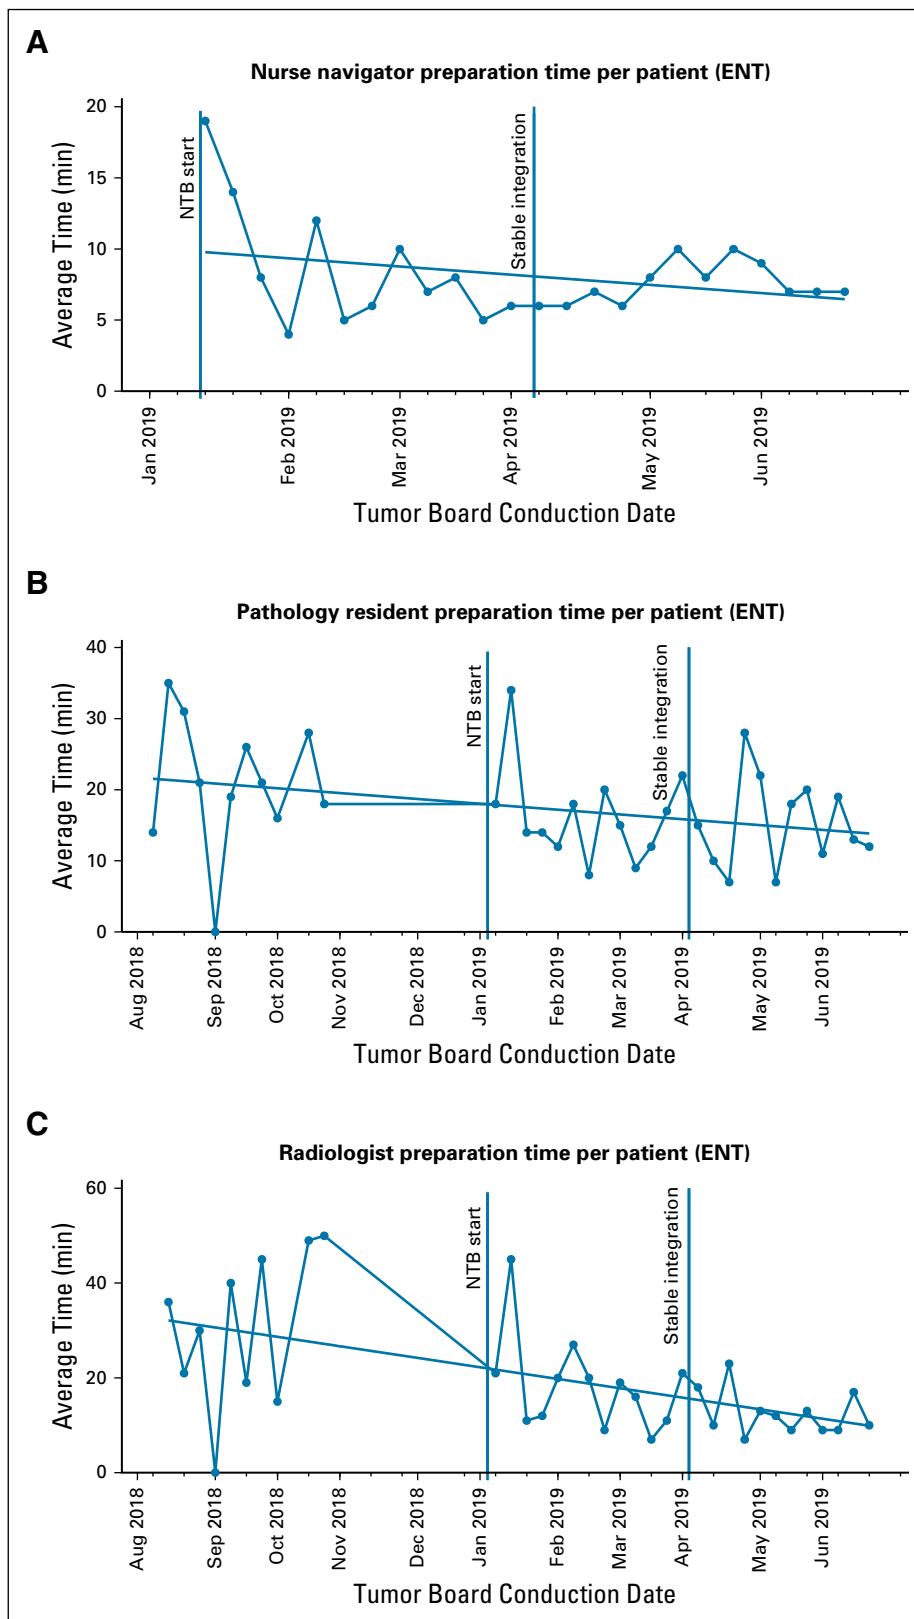 A
Nurse navigator preparation time per patient (ENT)
Average Time (min)
20
15
10
5
0
NTB start
Stable integration
Jan 2019
Feb 2019
Mar 2019
Apr 2019
May 2019
Jun 2019
Tumor Board Conduction Date
B
Pathology resident preparation time per patient (ENT)
Average Time (min)
40
30
20
10
0
NTB start
Stable integration
Aug 2018
Sep 2018
Oct 2018
Nov 2018
Dec 2018
Jan 2019
Feb 2019
Mar 2019
Apr 2019
May 2019
Jun 2019
Tumor Board Conduction Date
C
Radiologist preparation time per patient (ENT)
Average Time (min)
60
40
20
0
NTB start
Stable integration
Aug 2018
Sep 2018
Oct 2018
Nov 2018
Dec 2018
Jan 2019
Feb 2019
Mar 2019
Apr 2019
May 2019
Jun 2019
Tumor Board Conduction Date